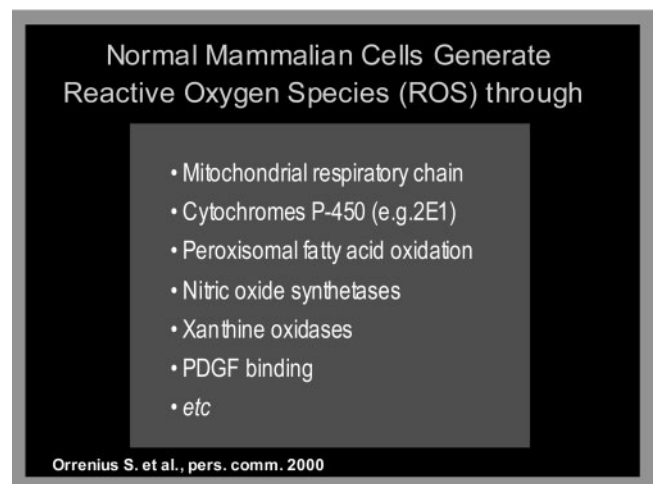 Normal Mammalian Cells Generate
Reactive Oxygen Species (ROS) through
• Mitochondrial respiratory chain
• Cytochromes P-450 (e.g.2E1)
• Peroxisomal fatty acid oxidation
• Nitric oxide synthetases
• Xanthine oxidases
• PDGF binding
• etc
Orrenius S. et al., pers. comm. 2000